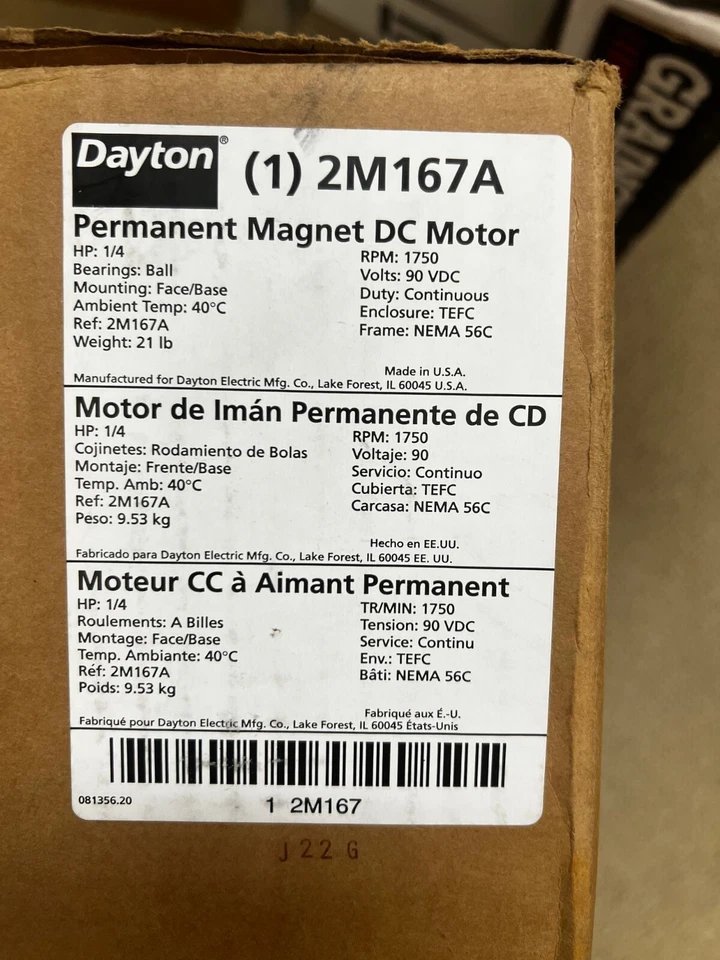 Dayton®
(1) 2M167A
Permanent Magnet DC Motor
HP: 1/4
Bearings: Ball
Mounting: Face/Base
Ambient Temp: 40°C
Ref: 2M167A
Weight: 21 lb
RPM: 1750
Volts: 90 VDC
Duty: Continuous
Enclosure: TEFC
Frame: NEMA 56C
Made in U.S.A.
Manufactured for Dayton Electric Mfg. Co., Lake Forest, IL 60045 U.S.A.
Motor de Imán Permanente de CD
HP: 1/4
Cojinetes: Rodamiento de Bolas
Montaje: Frente/Base
Temp. Amb: 40°C
Ref: 2M167A
Peso: 9.53 kg
RPM: 1750
Voltaje: 90
Servicio: Continuo
Cubierta: TEFC
Carcasa: NEMA 56C
Hecho en EE.UU.
Fabricado para Dayton Electric Mfg. Co., Lake Forest, IL 60045 EE. UU.
Moteur CC à Aimant Permanent
HP: 1/4
Roulements: A Billes
Montage: Face/Base
Temp. Ambiante: 40°C
Réf: 2M167A
Poids: 9.53 kg
TR/MIN: 1750
Tension: 90 VDC
Service: Continu
Env.: TEFC
Bâti: NEMA 56C
Fabriqué aux É.-U.
Fabriqué pour Dayton Electric Mfg. Co., Lake Forest, IL 60045 États-Unis
081356.20
1 2M167
J 22 G